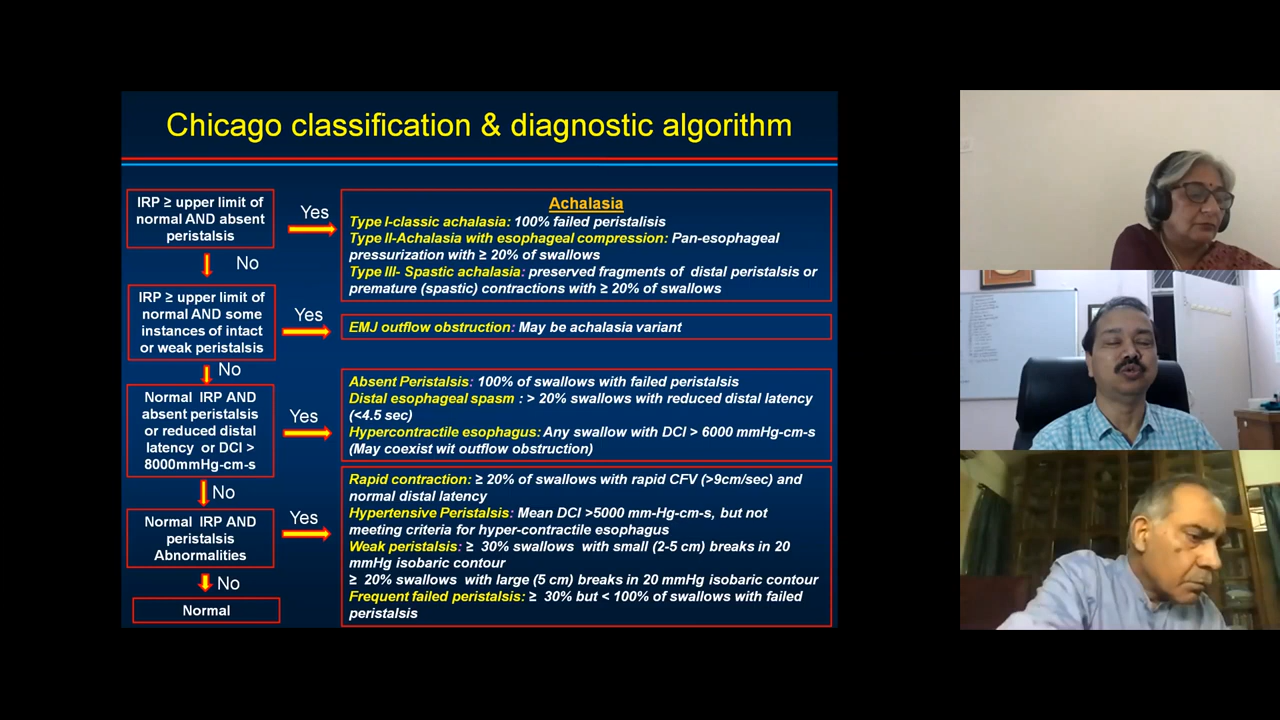 Chicago classification & diagnostic algorithm
IRP ≥ upper limit of
normal AND absent
peristalsis
Yes
Achalasia
Type I-classic achalasia: 100% failed peristalisis
Type II-Achalasia with esophageal compression: Pan-esophageal
pressurization with ≥ 20% of swallows
Type III- Spastic achalasia: preserved fragments of distal peristalsis or
premature (spastic) contractions with ≥ 20% of swallows
No
IRP ≥ upper limit of
normal AND some
instances of intact
or weak peristalsis
Yes
EMJ outflow obstruction: May be achalasia variant
No
Normal IRP AND
absent peristalsis
or reduced distal
latency or DCI >
8000mmHg-cm-s
Yes
Absent Peristalsis: 100% of swallows with failed peristalsis
Distal esophageal spasm : > 20% swallows with reduced distal latency
(<4.5 sec)
Hypercontractile esophagus: Any swallow with DCI > 6000 mmHg-cm-s
(May coexist wit outflow obstruction)
No
Normal IRP AND
peristalsis
Abnormalities
Yes
Rapid contraction: ≥ 20% of swallows with rapid CFV (>9cm/sec) and
normal distal latency
Hypertensive Peristalsis: Mean DCI >5000 mm-Hg-cm-s, but not
meeting criteria for hyper-contractile esophagus
Weak peristalsis: ≥ 30% swallows with small (2-5 cm) breaks in 20
mmHg isobaric contour
≥ 20% swallows with large (5 cm) breaks in 20 mmHg isobaric contour
Frequent failed peristalsis: ≥ 30% but < 100% of swallows with failed
peristalsis
No
Normal